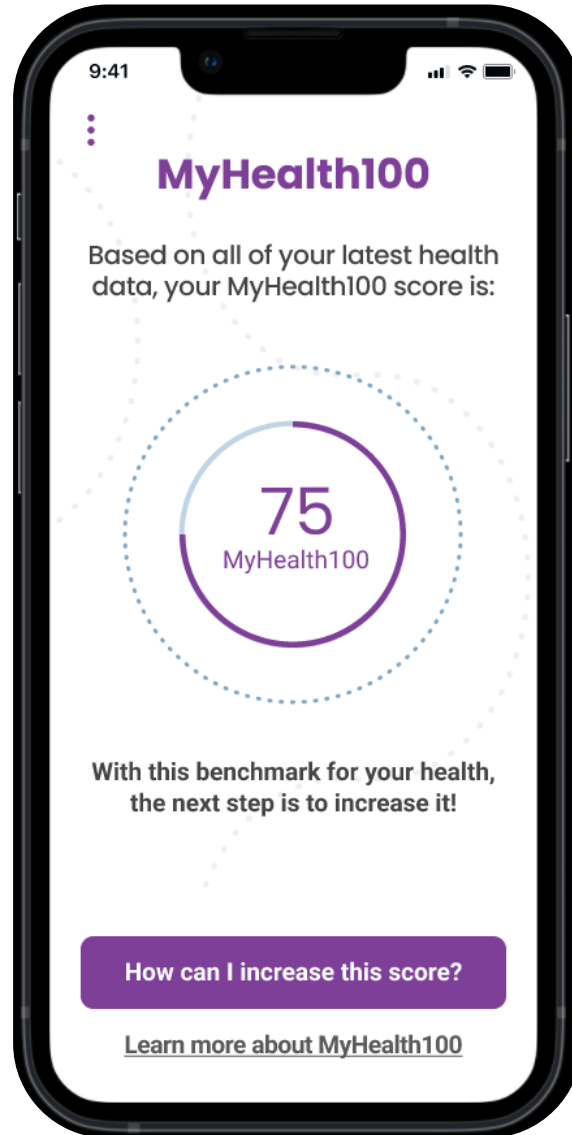 9:41
MyHealth100
Based on all of your latest health
data, your MyHealth100 score is:
75
MyHealth100
With this benchmark for your health,
the next step is to increase it!
How can I increase this score?
Learn more about MyHealth100